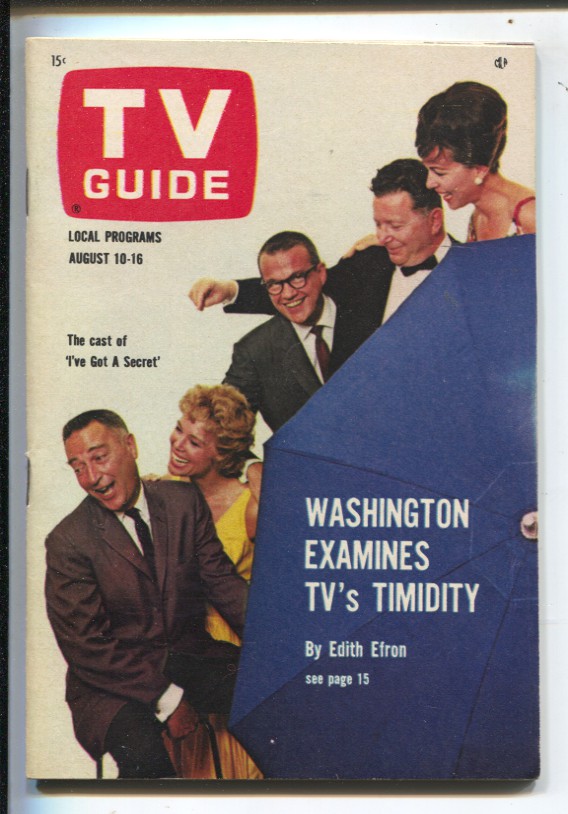 15¢
TV
GUIDE
®
LOCAL PROGRAMS
AUGUST 10-16
The cast of
'I've Got A Secret'
WASHINGTON
EXAMINES
TV's TIMIDITY
By Edith Efron
see page 15